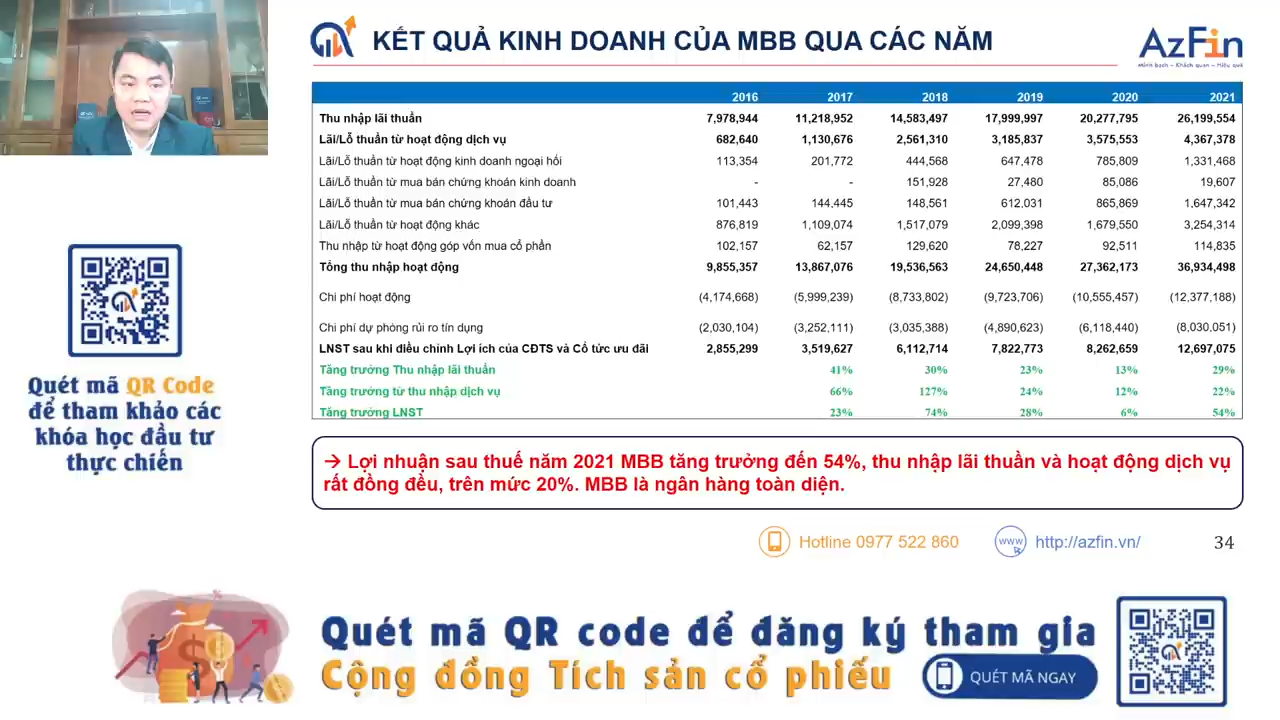 KẾT QUẢ KINH DOANH CỦA MBB QUA CÁC NĂM
AzFin
Minh bạch – Khách quan – Hiệu quả
2016 2017 2018 2019 2020 2021
Thu nhập lãi thuần 7,978,944 11,218,952 14,583,497 17,999,997 20,277,795 26,199,554
Lãi/Lỗ thuần từ hoạt động dịch vụ 682,640 1,130,676 2,561,310 3,185,837 3,575,553 4,367,378
Lãi/Lỗ thuần từ hoạt động kinh doanh ngoại hối 113,354 201,772 444,568 647,478 785,809 1,331,468
Lãi/Lỗ thuần từ mua bán chứng khoán kinh doanh - - 151,928 27,480 85,086 19,607
Lãi/Lỗ thuần từ mua bán chứng khoán đầu tư 101,443 144,445 148,561 612,031 865,869 1,647,342
Lãi/Lỗ thuần từ hoạt động khác 876,819 1,109,074 1,517,079 2,099,398 1,679,550 3,254,314
Thu nhập từ hoạt động góp vốn mua cổ phần 102,157 62,157 129,620 78,227 92,511 114,835
Tổng thu nhập hoạt động 9,855,357 13,867,076 19,536,563 24,650,448 27,362,173 36,934,498
Chi phí hoạt động (4,174,668) (5,999,239) (8,733,802) (9,723,706) (10,555,457) (12,377,188)
Chi phí dự phòng rủi ro tín dụng (2,030,104) (3,252,111) (3,035,388) (4,890,623) (6,118,440) (8,030,051)
LNST sau khi điều chỉnh Lợi ích của CĐTS và Cổ tức ưu đãi 2,855,299 3,519,627 6,112,714 7,822,773 8,262,659 12,697,075
Tăng trưởng Thu nhập lãi thuần 41% 30% 23% 13% 29%
Tăng trưởng từ thu nhập dịch vụ 66% 127% 24% 12% 22%
Tăng trưởng LNST 23% 74% 28% 6% 54%
→ Lợi nhuận sau thuế năm 2021 MBB tăng trưởng đến 54%, thu nhập lãi thuần và hoạt động dịch vụ
rất đồng đều, trên mức 20%. MBB là ngân hàng toàn diện.
Quét mã QR Code
để tham khảo các
khóa học đầu tư
thực chiến
Hotline 0977 522 860
www
http://azfin.vn/
34
Quét mã QR code để đăng ký tham gia
Cộng đồng Tích sản cổ phiếu
QUÉT MÃ NGAY